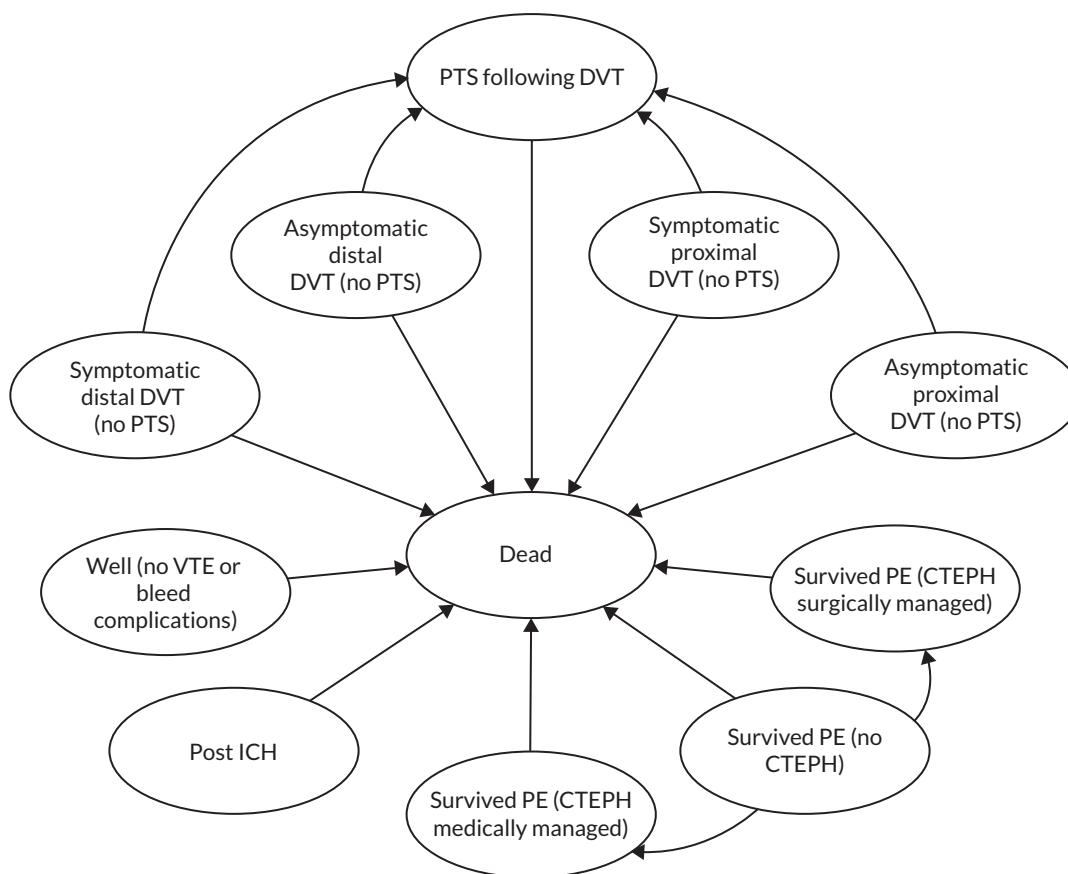 PTS following DVT
Asymptomatic
distal
DVT (no PTS)
Symptomatic
proximal
DVT (no PTS)
Symptomatic
distal DVT
(no PTS)
Asymptomatic
proximal
DVT (no PTS)
Dead
Well (no VTE or
bleed
complications)
Survived PE (CTEPH
surgically managed)
Post ICH
Survived PE (no
CTEPH)
Survived PE (CTEPH
medically managed)